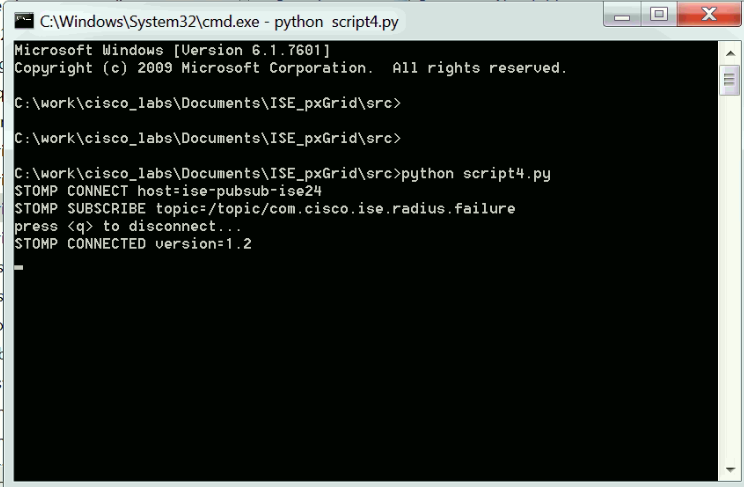 C:\Windows\System32\cmd.exe - python  script4.py
Microsoft Windows [Version 6.1.7601]
Copyright (c) 2009 Microsoft Corporation.  All rights reserved.
C:\work\cisco_labs\Documents\ISE_pxGrid\src>
C:\work\cisco_labs\Documents\ISE_pxGrid\src>
C:\work\cisco_labs\Documents\ISE_pxGrid\src>python script4.py
STOMP CONNECT host=ise-pubsub-ise24
STOMP SUBSCRIBE topic=/topic/com.cisco.ise.radius.failure
press <q> to disconnect...
STOMP CONNECTED version=1.2